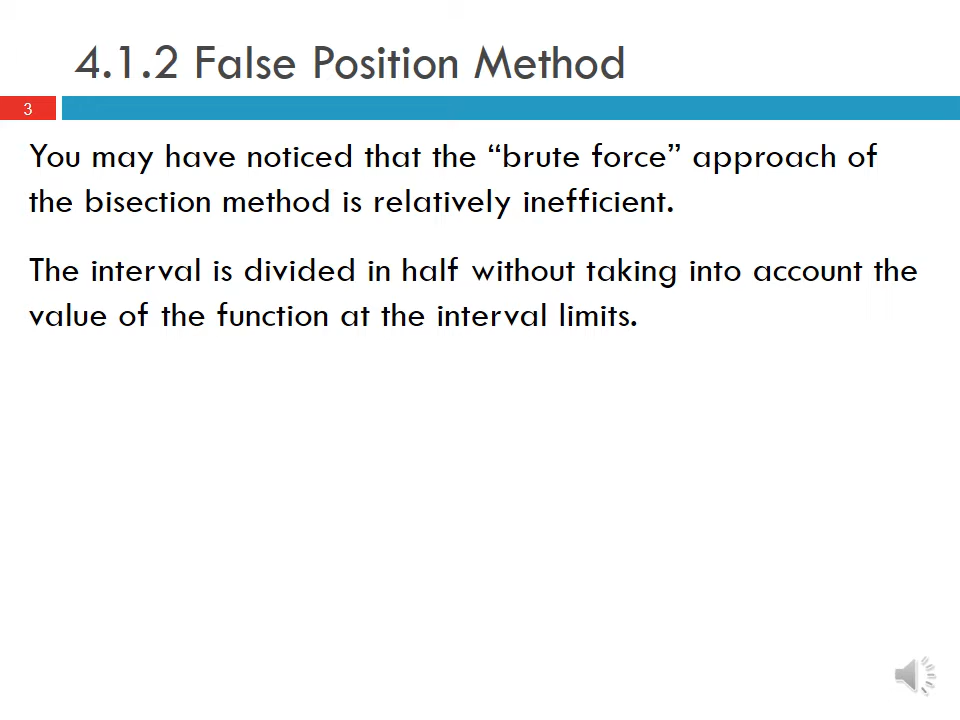 4.1.2 False Position Method
3
You may have noticed that the “brute force” approach of
the bisection method is relatively inefficient.
The interval is divided in half without taking into account the
value of the function at the interval limits.